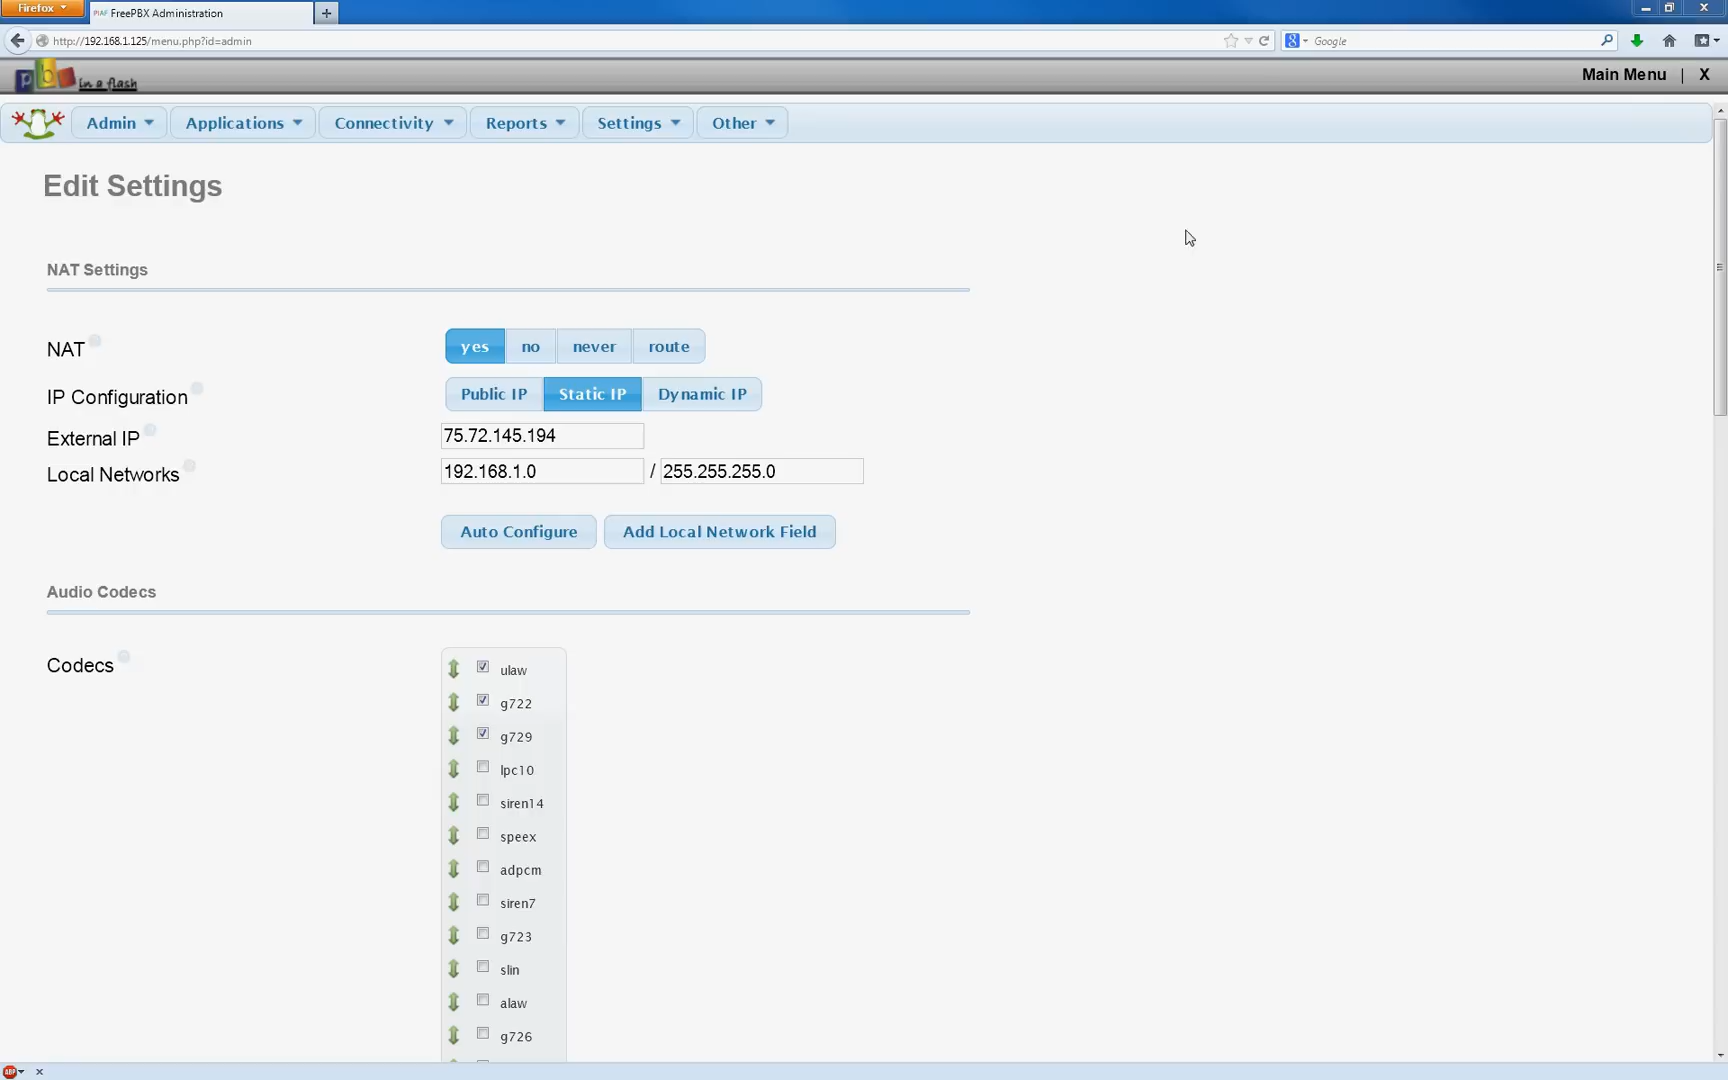 Firefox
PIAF FreePBX Administration
http://192.168.1.125/menu.php?id=admin
Google
pb in a flash
Main Menu | X
Admin
Applications
Connectivity
Reports
Settings
Other
Edit Settings
NAT Settings
NAT
yes
no
never
route
IP Configuration
Public IP
Static IP
Dynamic IP
External IP
75.72.145.194
Local Networks
192.168.1.0 / 255.255.255.0
Auto Configure
Add Local Network Field
Audio Codecs
Codecs
ulaw
g722
g729
lpc10
siren14
speex
adpcm
siren7
g723
slin
alaw
g726
ABP